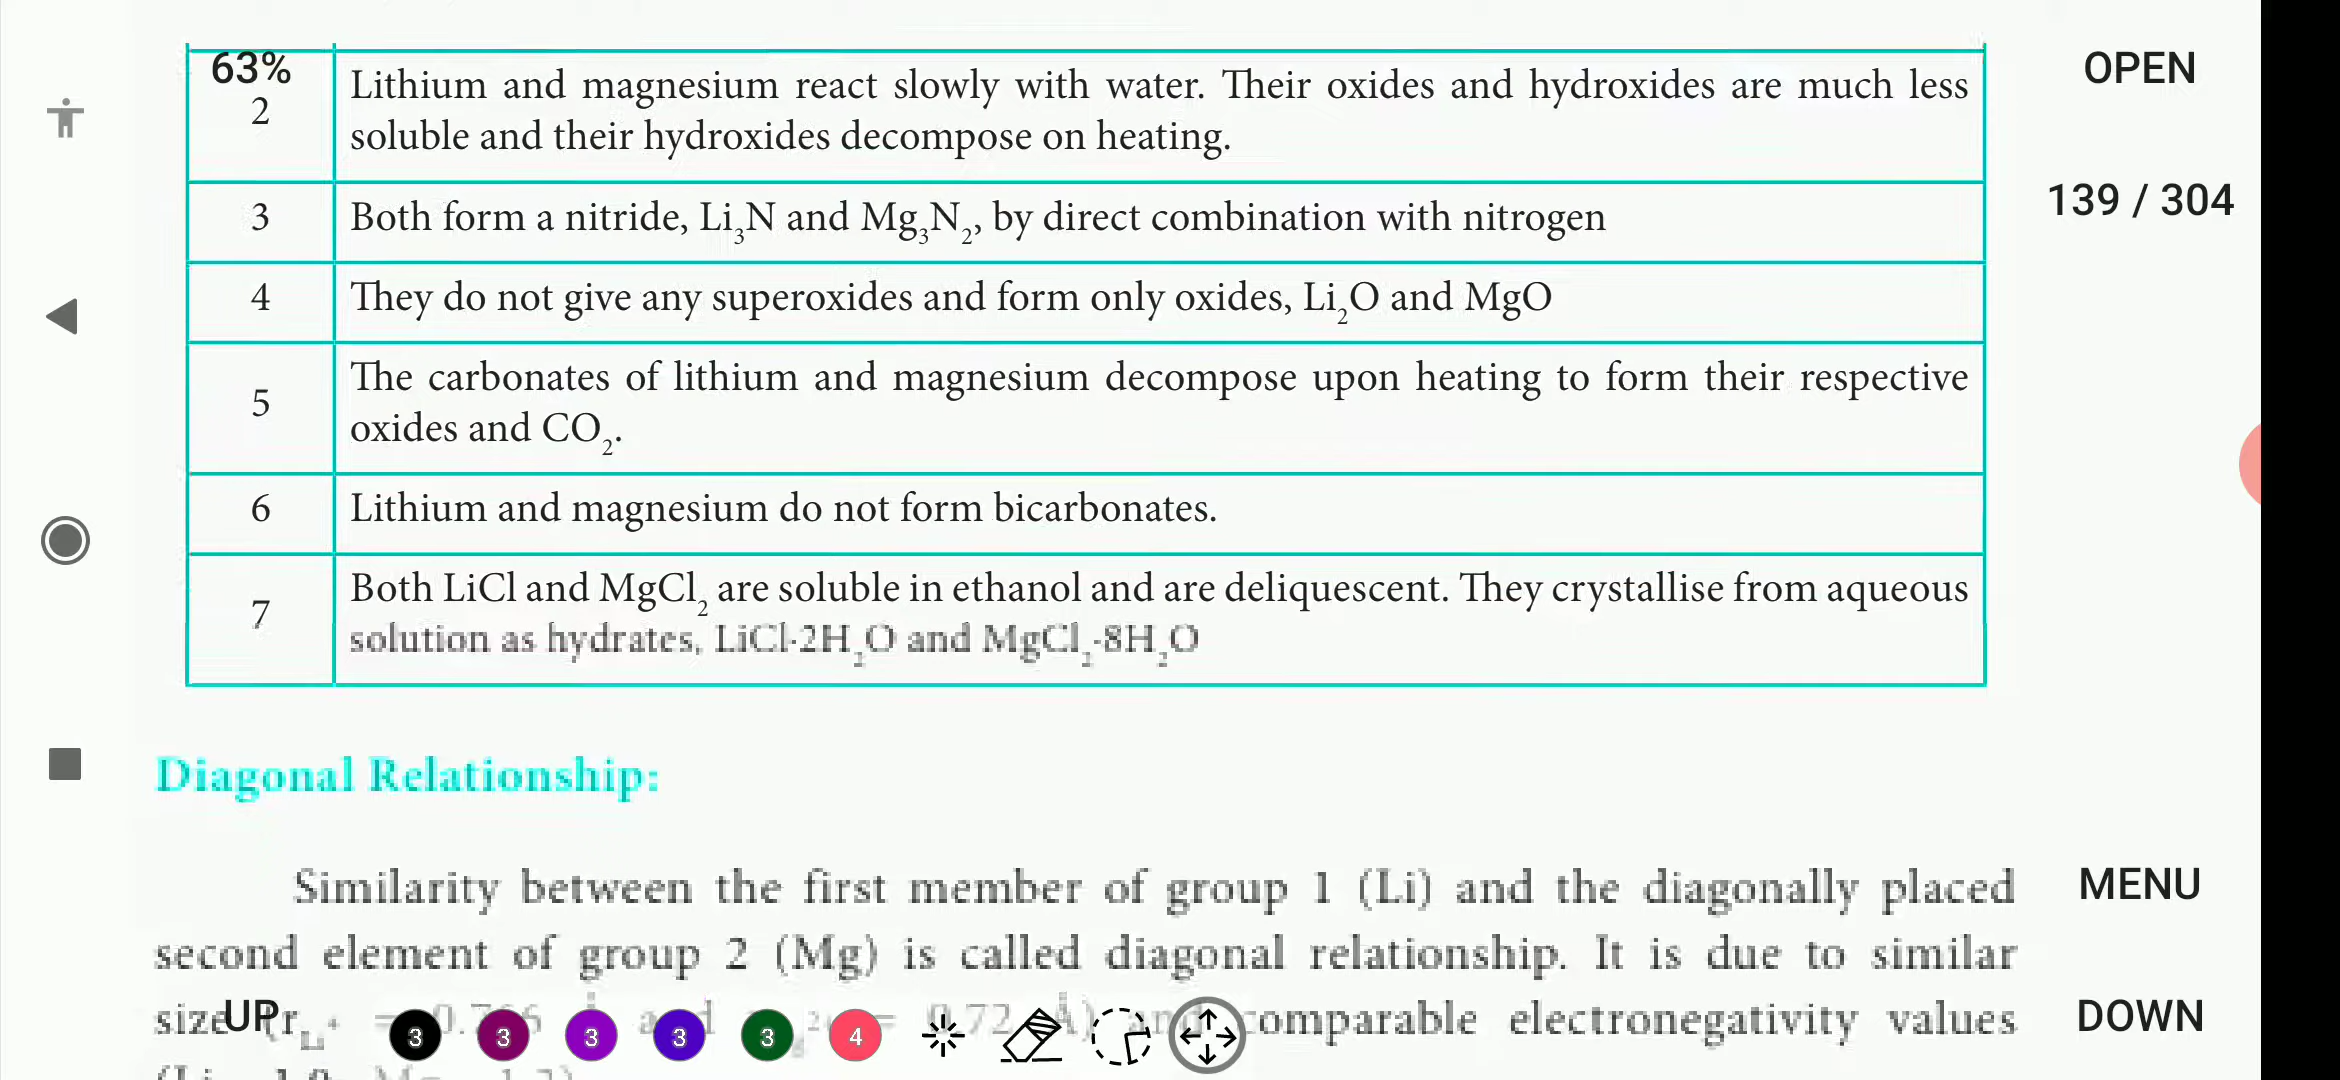 63%
OPEN
2
Lithium and magnesium react slowly with water. Their oxides and hydroxides are much less
soluble and their hydroxides decompose on heating.
139 / 304
3
Both form a nitride, Li₃N and Mg₃N₂, by direct combination with nitrogen
4
They do not give any superoxides and form only oxides, Li₂O and MgO
5
The carbonates of lithium and magnesium decompose upon heating to form their respective
oxides and CO₂.
6
Lithium and magnesium do not form bicarbonates.
7
Both LiCl and MgCl₂ are soluble in ethanol and are deliquescent. They crystallise from aqueous
solution as hydrates, LiCl·2H₂O and MgCl₂·8H₂O
Diagonal Relationship:
Similarity between the first member of group 1 (Li) and the diagonally placed
MENU
second element of group 2 (Mg) is called diagonal relationship. It is due to similar
size comparable electronegativity values
UP
3 3 3 3 3 4
DOWN